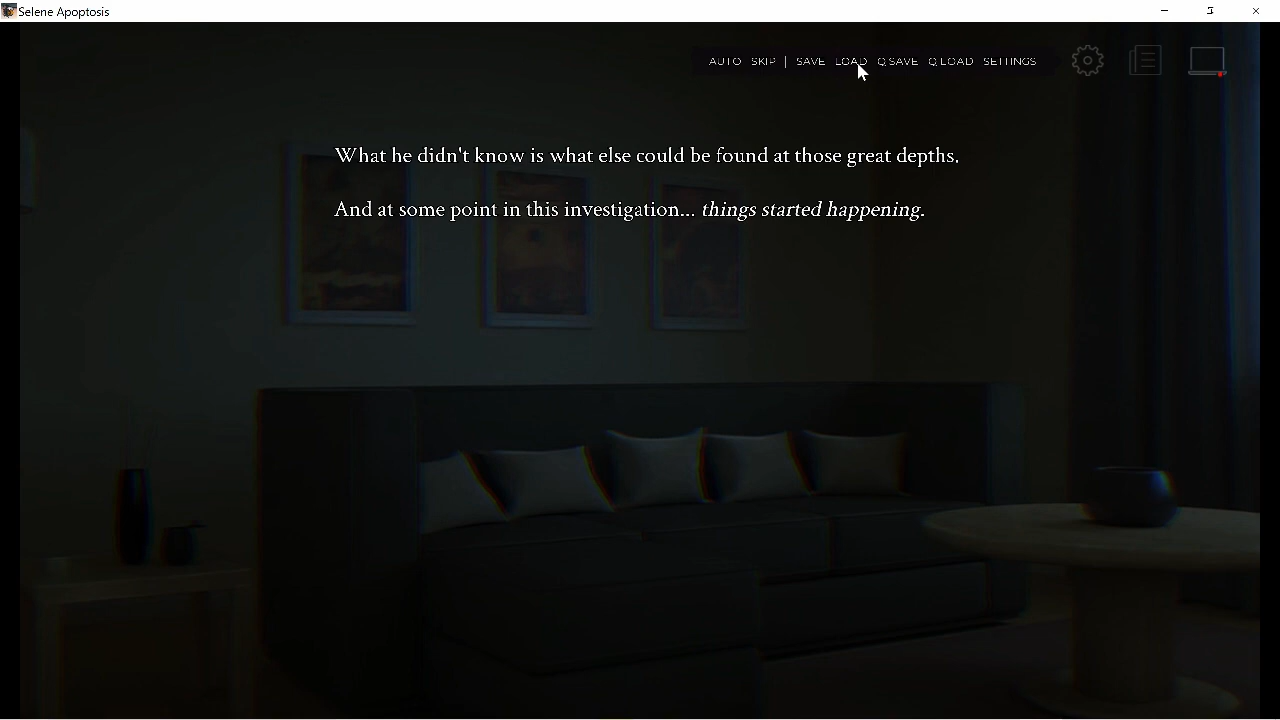 Selene Apoptosis
AUTO SKIP | SAVE LOAD Q.SAVE Q.LOAD SETTINGS
What he didn't know is what else could be found at those great depths.
And at some point in this investigation... things started happening.